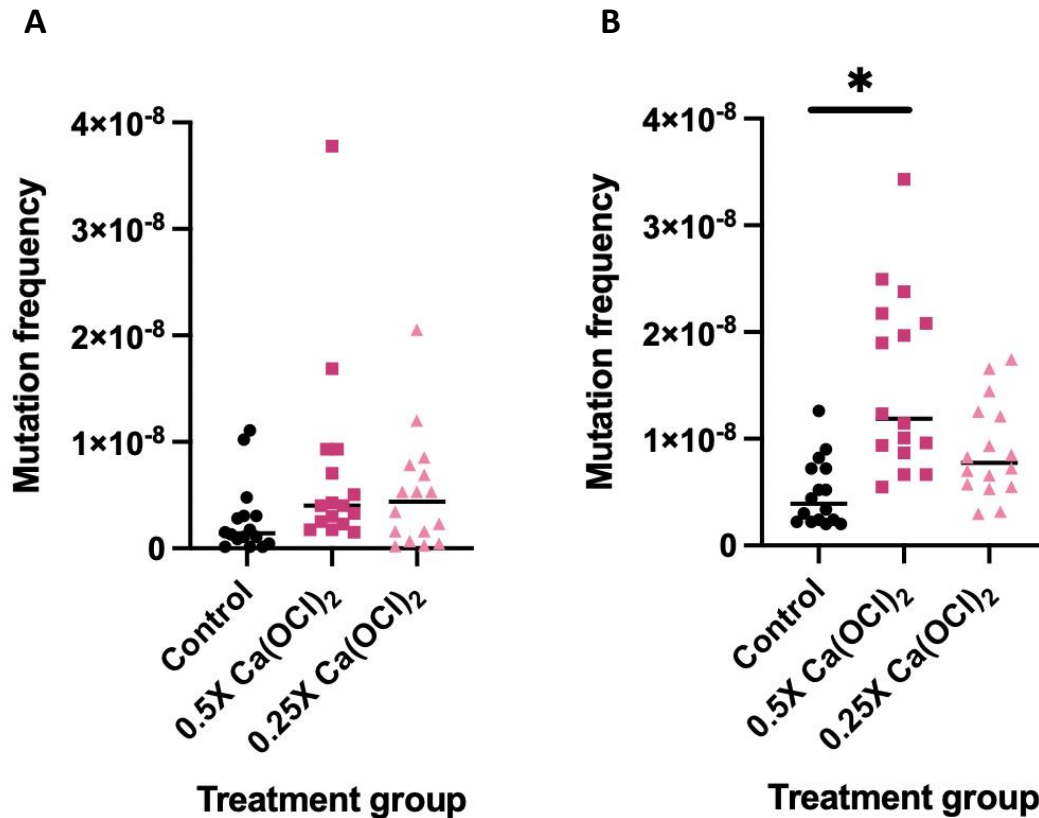 A
B
Mutation frequency
4×10⁻⁸
3×10⁻⁸
2×10⁻⁸
1×10⁻⁸
0
Control
0.5X Ca(OCl)₂
0.25X Ca(OCl)₂
Treatment group
*
Mutation frequency
4×10⁻⁸
3×10⁻⁸
2×10⁻⁸
1×10⁻⁸
0
Control
0.5X Ca(OCl)₂
0.25X Ca(OCl)₂
Treatment group